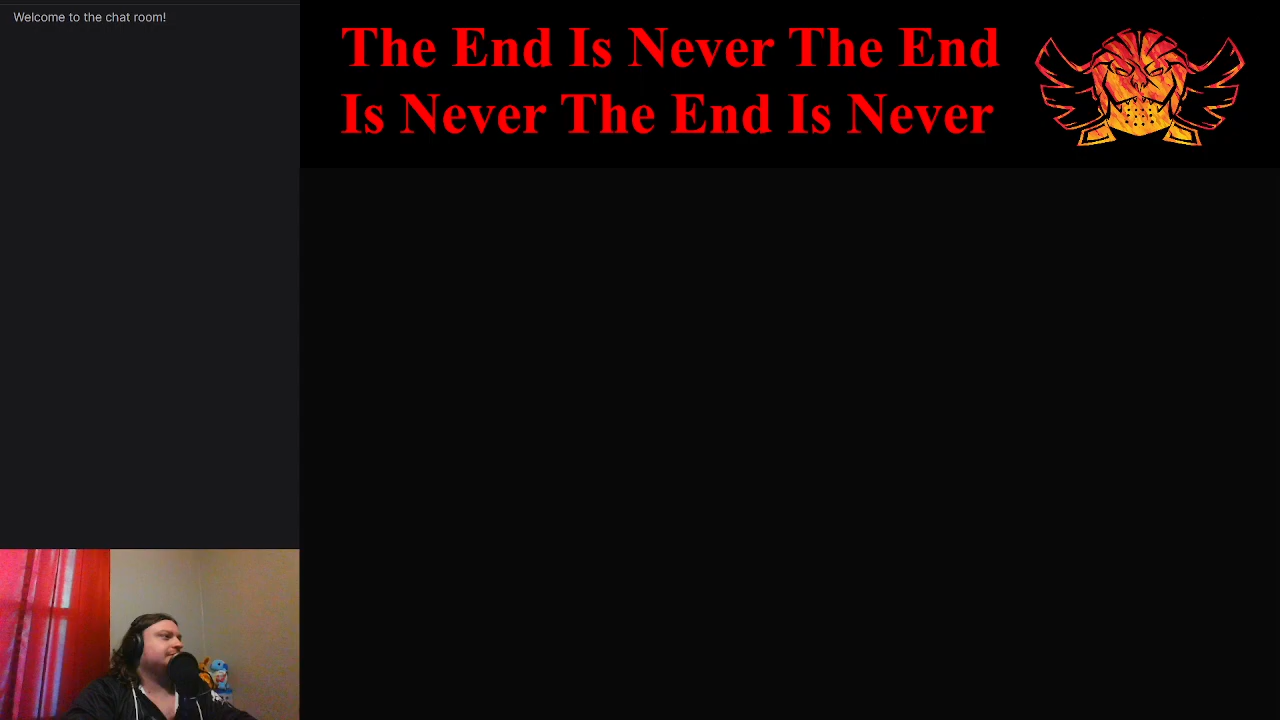 Welcome to the chat room!
The End Is Never The End
Is Never The End Is Never